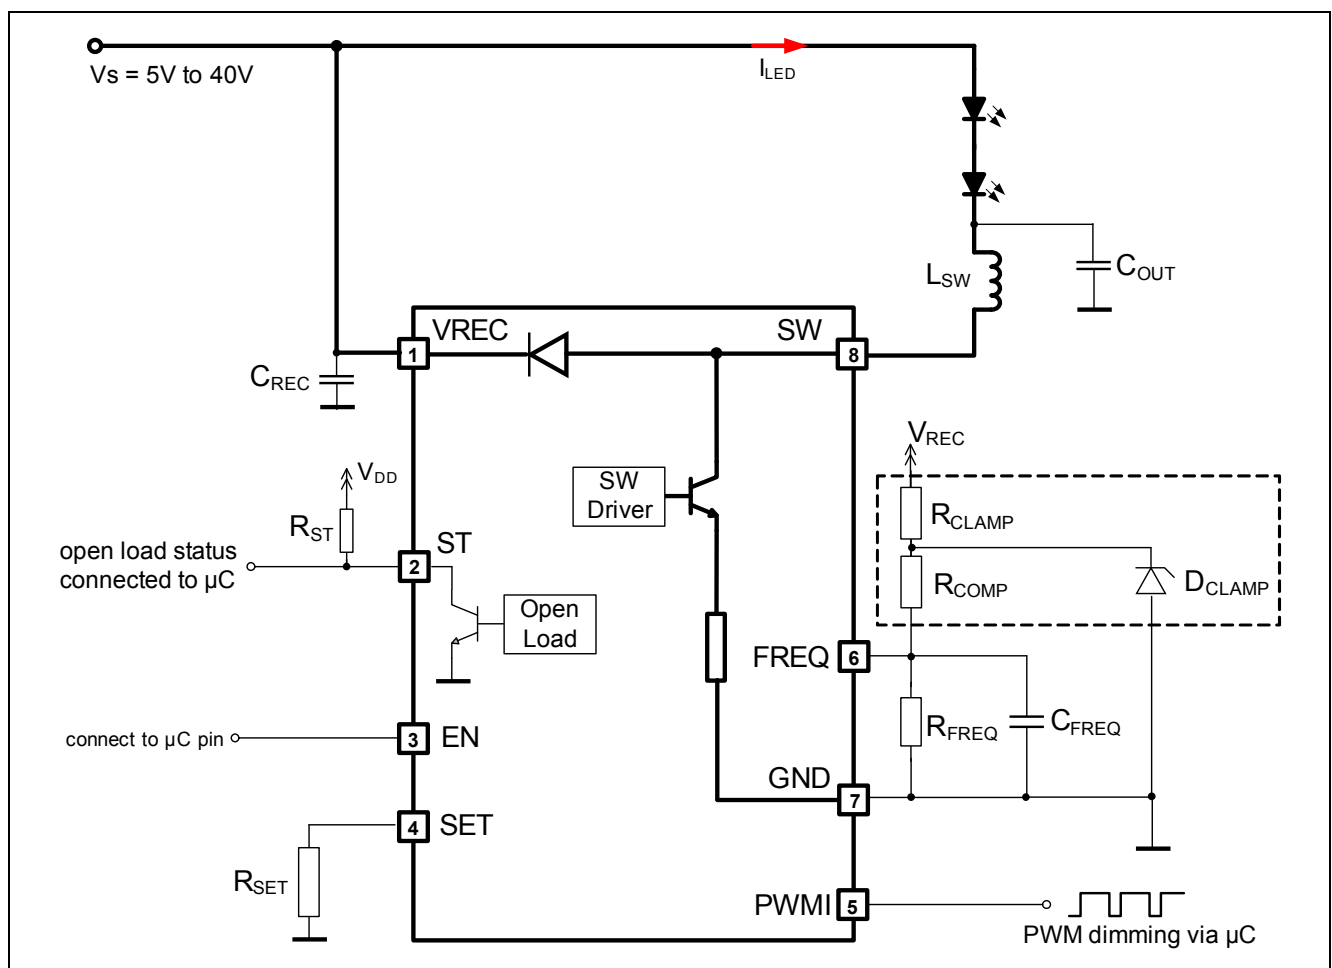 Vs = 5V to 40V
ILED
LSW
COUT
VREC
SW
1
8
CREC
VREC
VDD
SW
Driver
RCLAMP
RST
ST
open load status
connected to µC
2
RCOMP
DCLAMP
Open
Load
FREQ
6
RFREQ
CFREQ
connect to µC pin
3
EN
GND
7
4
SET
RSET
PWMI
5
PWM dimming via µC